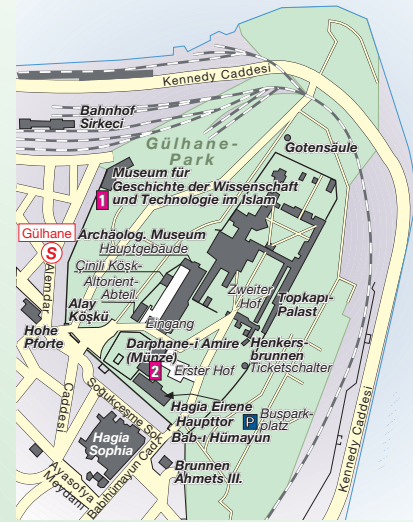 Kennedy Caddesi
Bahnhof
Sirkeci
Gülhane-
Park
Gotensäule
Museum für
Geschichte der Wissenschaft
und Technologie im Islam
1
Gülhane
S
Alemdar
Archäolog. Museum
Hauptgebäude
Çinili Köşk-
Altorient-
Abteil.
Zweiter
Hof
Topkapı-
Palast
Alay
Köşkü
Eingang
Hohe
Pforte
Darphane-i Amire
(Münze)
2
Erster Hof
Henkers-
brunnen
Ticketschalter
Caddesi
Soğukçeşme Sok.
Hagia Eirene
Haupttor
Bab-ı Hümayun
P
Buspark-
platz
Kennedy Caddesi
Hagia
Sophia
Brunnen
Ahmets III.
Ayasofya
Meydanı
Babıhümayun Cad.